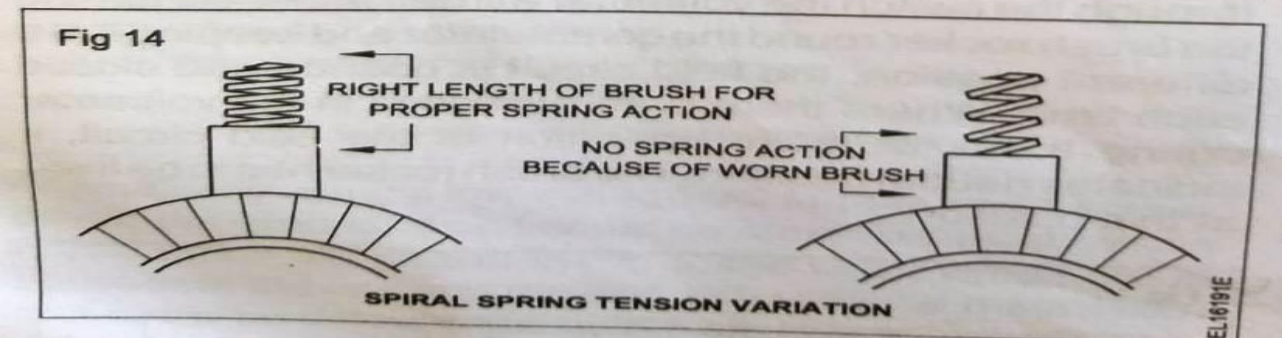 Fig 14
RIGHT LENGTH OF BRUSH FOR
PROPER SPRING ACTION
NO SPRING ACTION
BECAUSE OF WORN BRUSH
SPIRAL SPRING TENSION VARIATION
EL16191E